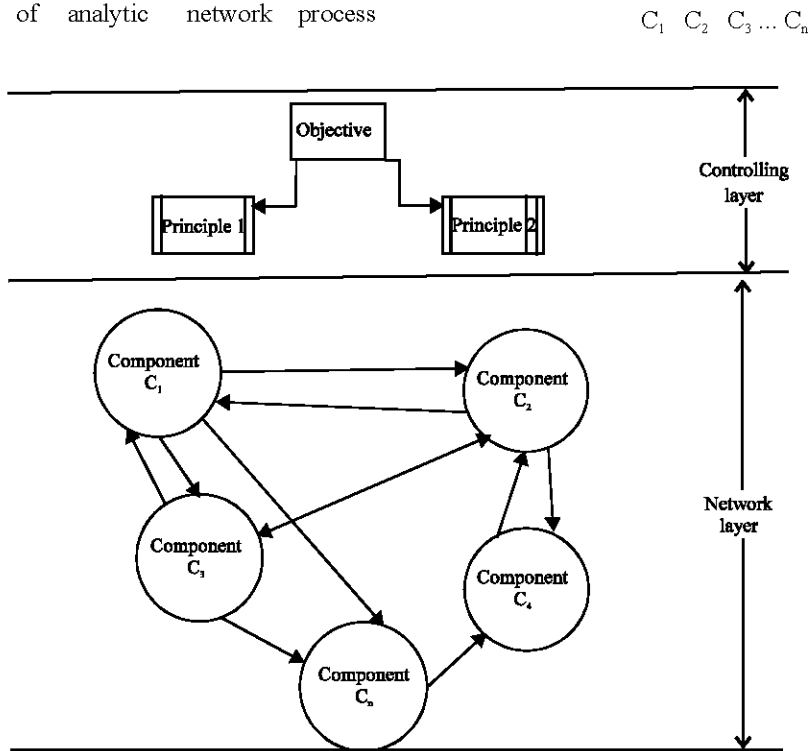 of analytic network process
C₁ C₂ C₃ ... Cₙ
Objective
Controlling
layer
Principle 1
Principle 2
Component
C₁
Component
C₂
Network
layer
Component
C₃
Component
C₄
Component
Cₙ